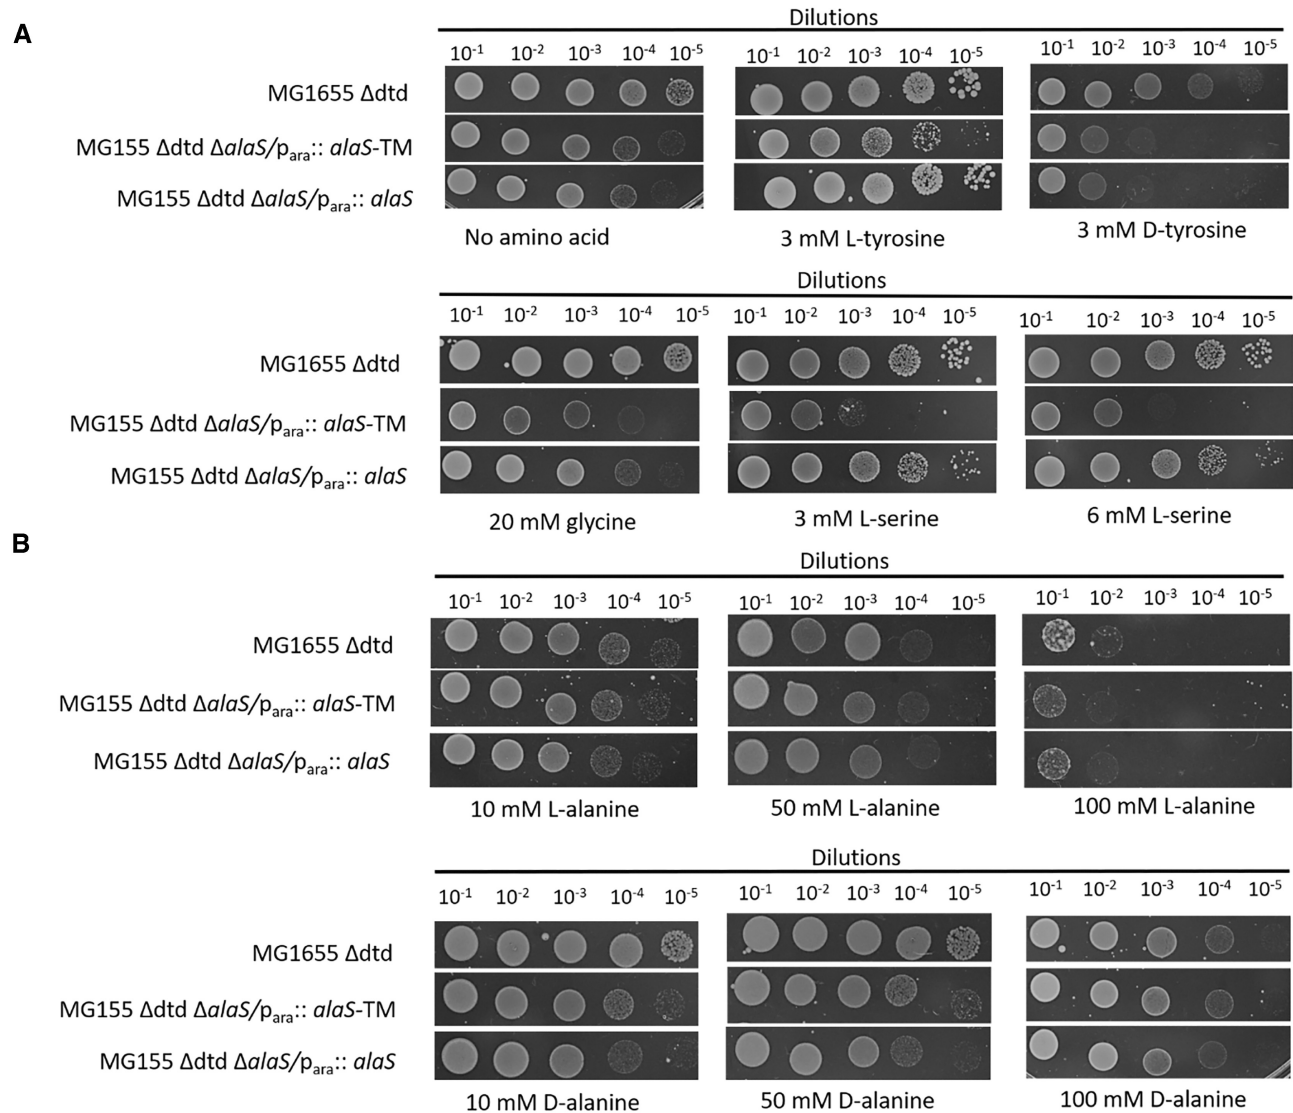 A
Dilutions
10-1 10-2 10-3 10-4 10-5 10-1 10-2 10-3 10-4 10-5 10-1 10-2 10-3 10-4 10-5
MG1655 Δdtd
MG155 Δdtd ΔalaS/para:: alaS-TM
MG155 Δdtd ΔalaS/para:: alaS
No amino acid 3 mM L-tyrosine 3 mM D-tyrosine
Dilutions
10-1 10-2 10-3 10-4 10-5 10-1 10-2 10-3 10-4 10-5 10-1 10-2 10-3 10-4 10-5
MG1655 Δdtd
MG155 Δdtd ΔalaS/para:: alaS-TM
MG155 Δdtd ΔalaS/para:: alaS
20 mM glycine 3 mM L-serine 6 mM L-serine
B
Dilutions
10-1 10-2 10-3 10-4 10-5 10-1 10-2 10-3 10-4 10-5 10-1 10-2 10-3 10-4 10-5
MG1655 Δdtd
MG155 Δdtd ΔalaS/para:: alaS-TM
MG155 Δdtd ΔalaS/para:: alaS
10 mM L-alanine 50 mM L-alanine 100 mM L-alanine
Dilutions
10-1 10-2 10-3 10-4 10-5 10-1 10-2 10-3 10-4 10-5 10-1 10-2 10-3 10-4 10-5
MG1655 Δdtd
MG155 Δdtd ΔalaS/para:: alaS-TM
MG155 Δdtd ΔalaS/para:: alaS
10 mM D-alanine 50 mM D-alanine 100 mM D-alanine